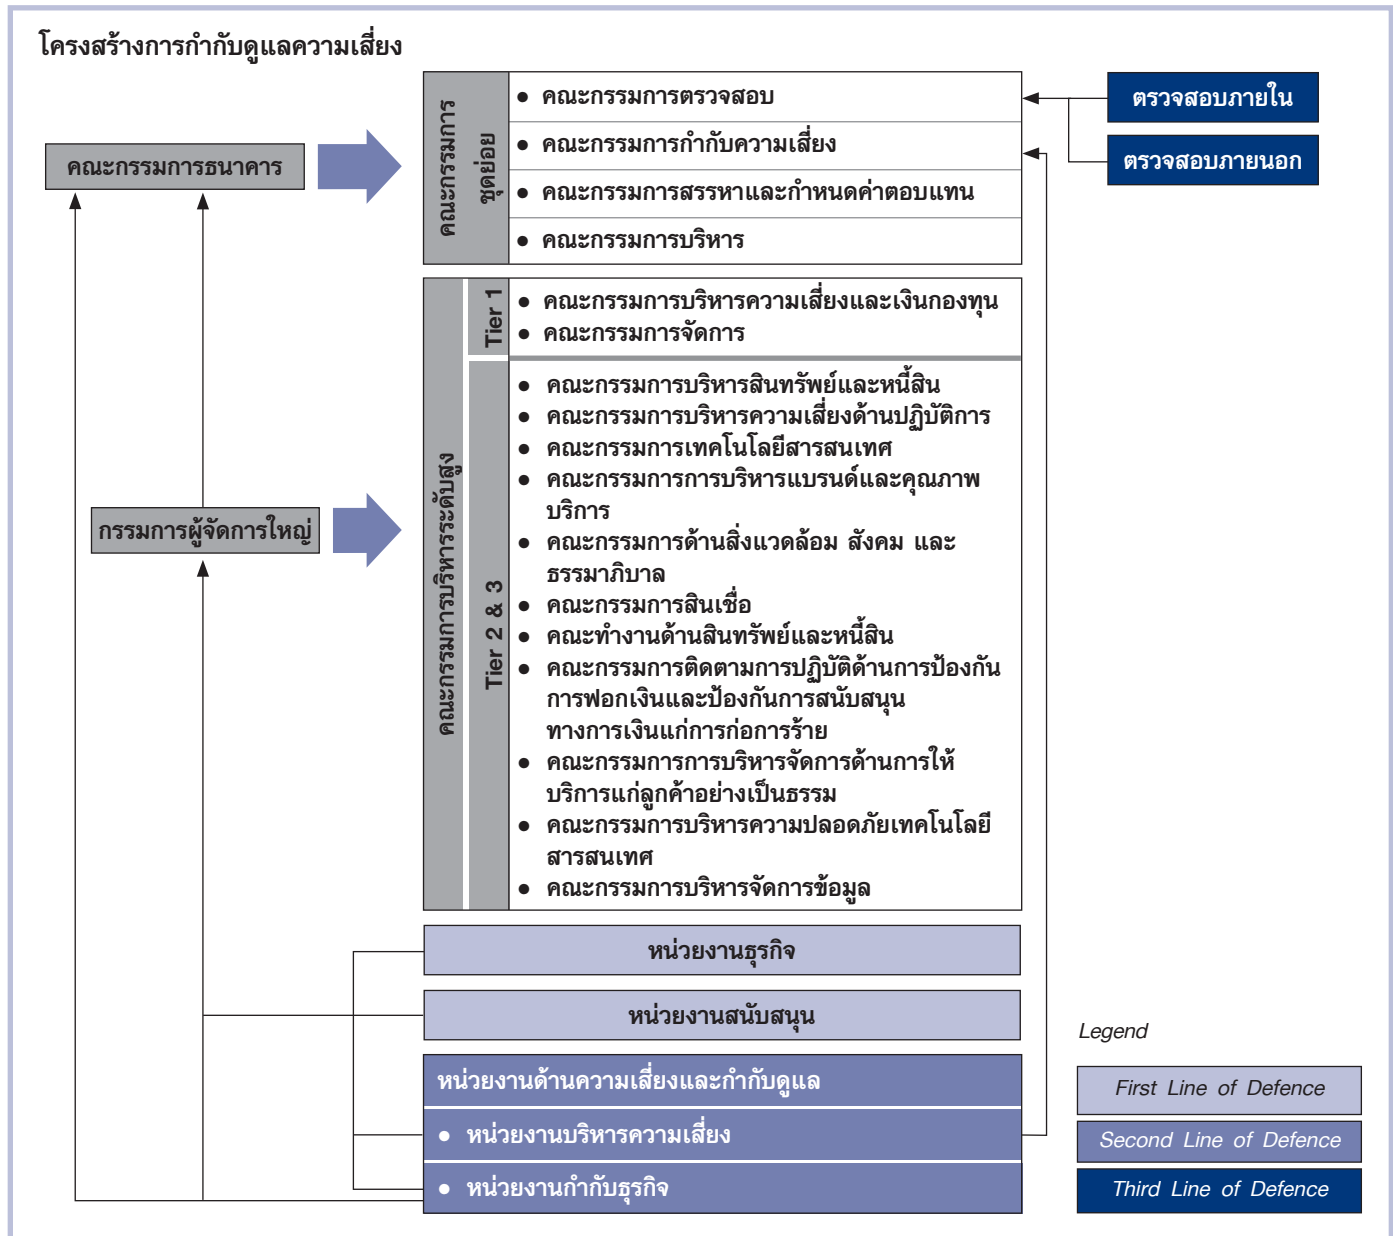 โครงสร้างการกำกับดูแลความเสี่ยง
คณะกรรมการธนาคาร
คณะกรรมการ
ชุดย่อย
● คณะกรรมการตรวจสอบ
● คณะกรรมการกำกับความเสี่ยง
● คณะกรรมการสรรหาและกำหนดค่าตอบแทน
● คณะกรรมการบริหาร
ตรวจสอบภายใน
ตรวจสอบภายนอก
กรรมการผู้จัดการใหญ่
คณะกรรมการบริหารระดับสูง
Tier 1
● คณะกรรมการบริหารความเสี่ยงและเงินกองทุน
● คณะกรรมการจัดการ
Tier 2 & 3
● คณะกรรมการบริหารสินทรัพย์และหนี้สิน
● คณะกรรมการบริหารความเสี่ยงด้านปฏิบัติการ
● คณะกรรมการเทคโนโลยีสารสนเทศ
● คณะกรรมการการบริหารแบรนด์และคุณภาพ
บริการ
● คณะกรรมการด้านสิ่งแวดล้อม สังคม และ
ธรรมาภิบาล
● คณะกรรมการสินเชื่อ
● คณะทำงานด้านสินทรัพย์และหนี้สิน
● คณะกรรมการติดตามการปฏิบัติด้านการป้องกัน
การฟอกเงินและป้องกันการสนับสนุน
ทางการเงินแก่การก่อการร้าย
● คณะกรรมการการบริหารจัดการด้านการให้
บริการแก่ลูกค้าอย่างเป็นธรรม
● คณะกรรมการบริหารความปลอดภัยเทคโนโลยี
สารสนเทศ
● คณะกรรมการบริหารจัดการข้อมูล
หน่วยงานธุรกิจ
หน่วยงานสนับสนุน
หน่วยงานด้านความเสี่ยงและกำกับดูแล
● หน่วยงานบริหารความเสี่ยง
● หน่วยงานกำกับธุรกิจ
Legend
First Line of Defence
Second Line of Defence
Third Line of Defence